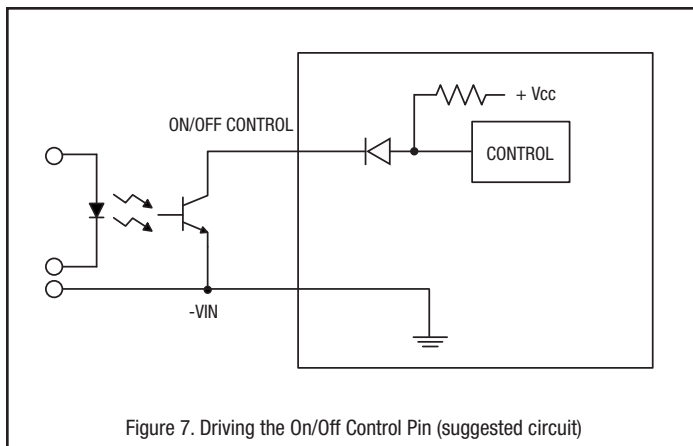 + Vcc
ON/OFF CONTROL
CONTROL
-VIN
Figure 7. Driving the On/Off Control Pin (suggested circuit)